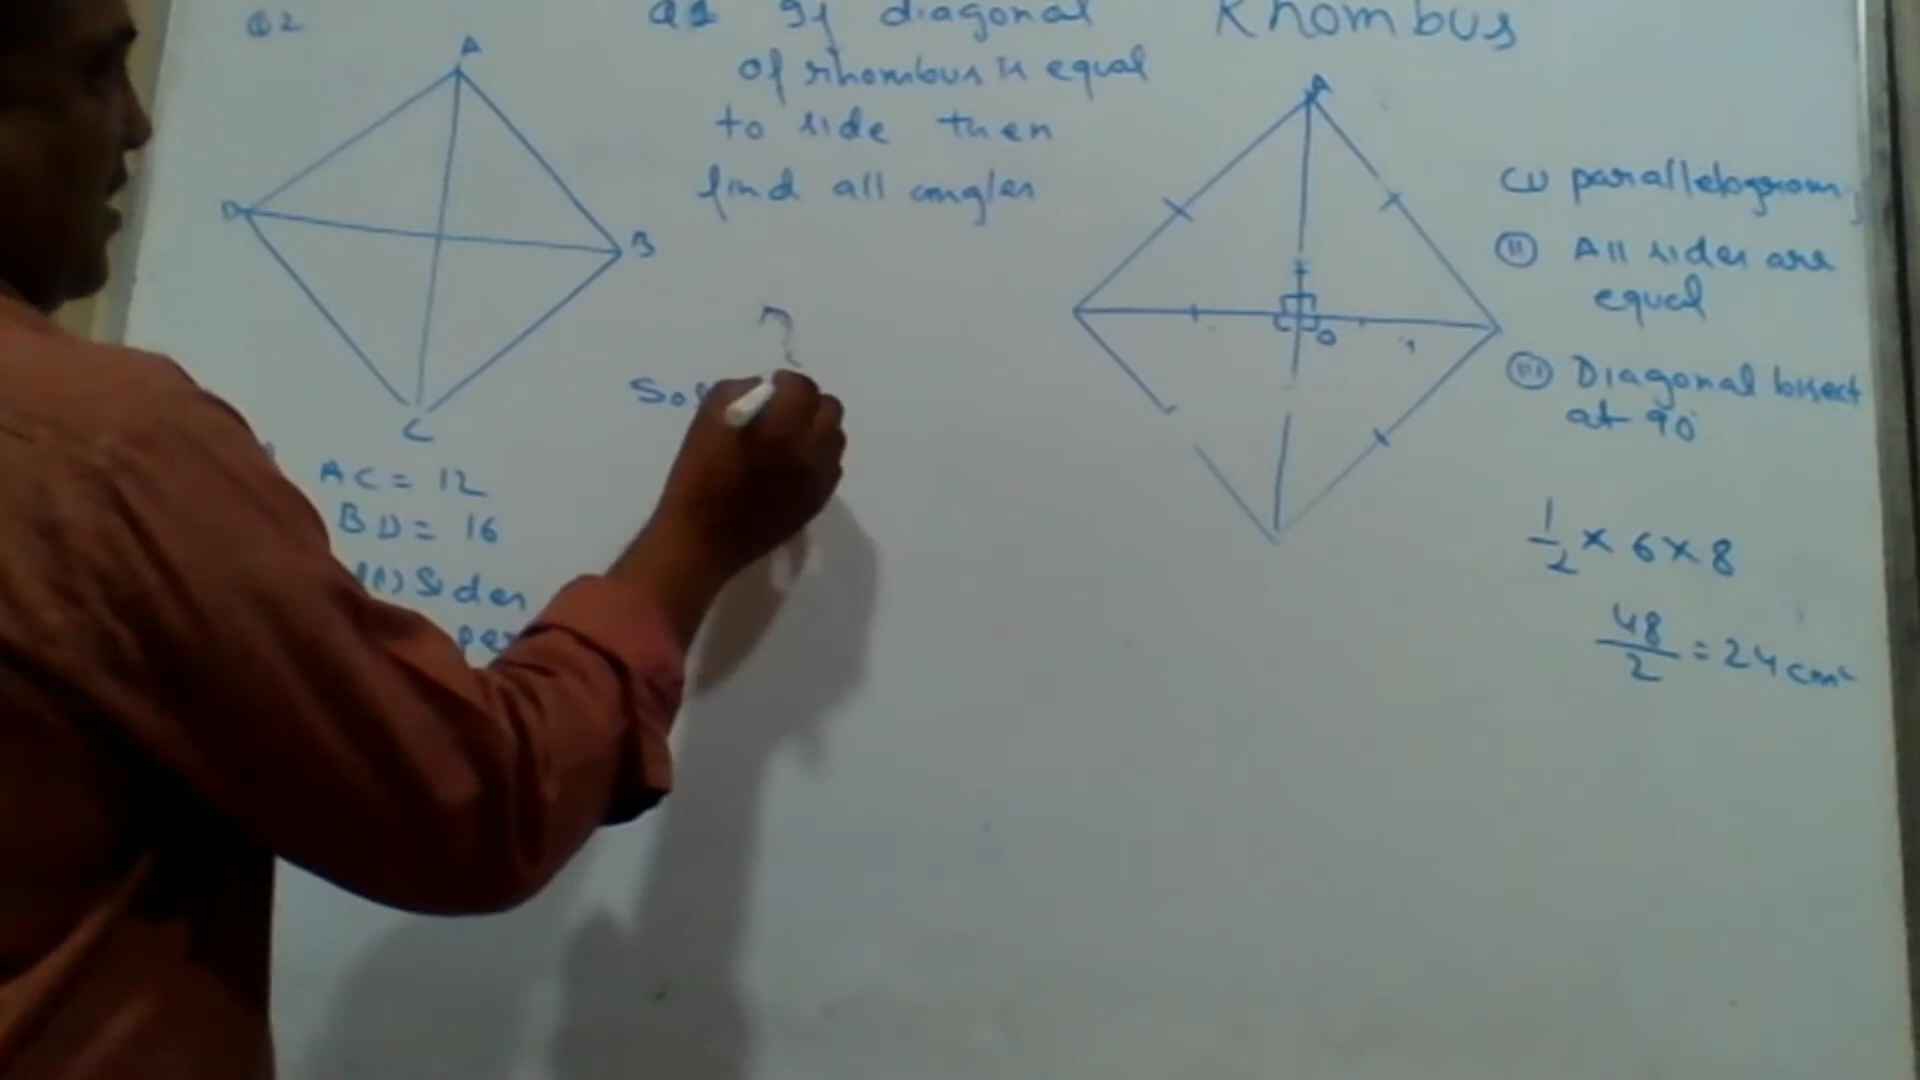 Q2
A
D
B
C
AC = 12
BD = 16
(i) Sides
per
Q1 If diagonal
of rhombus is equal
to side then
find all angles
Sol
Rhombus
A
O
(i) parallelogram
(ii) All sides are
equal
(iii) Diagonal bisect
at 90°
1/2 × 6 × 8
48/2 = 24 cm²